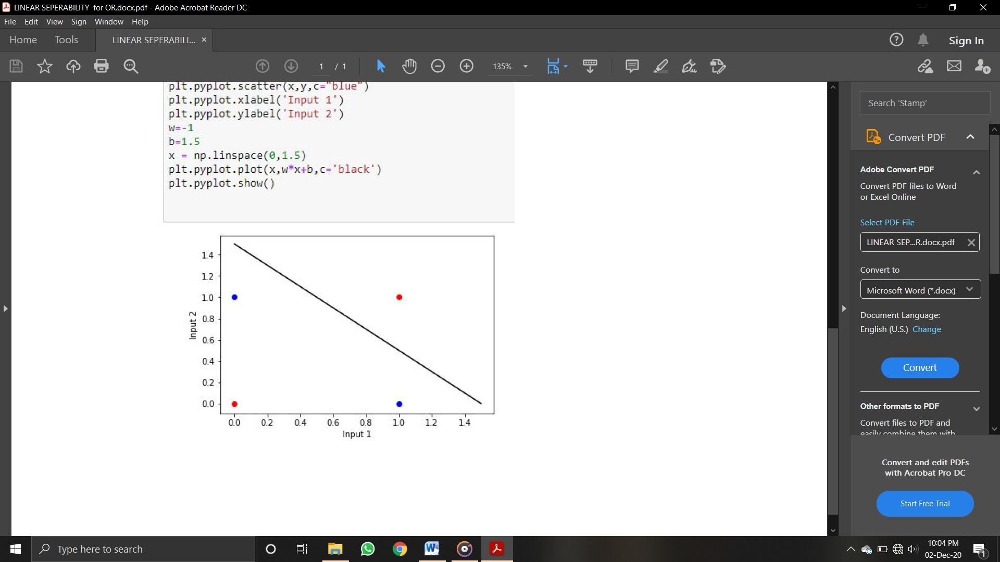 LINEAR SEPERABILITY for OR.docx.pdf - Adobe Acrobat Reader DC
File Edit View Sign Window Help
Home Tools LINEAR SEPERABILI... × ? Sign In
1 / 1 135%
plt.pyplot.scatter(x,y,c="blue")
plt.pyplot.xlabel('Input 1')
plt.pyplot.ylabel('Input 2')
w=-1
b=1.5
x = np.linspace(0,1.5)
plt.pyplot.plot(x,w*x+b,c='black')
plt.pyplot.show()
1.4
1.2
1.0
0.8
0.6
0.4
0.2
0.0
Input 2
0.0 0.2 0.4 0.6 0.8 1.0 1.2 1.4
Input 1
Search 'Stamp'
Convert PDF
Adobe Convert PDF
Convert PDF files to Word
or Excel Online
Select PDF File
LINEAR SEP...R.docx.pdf
Convert to
Microsoft Word (*.docx)
Document Language:
English (U.S.) Change
Convert
Other formats to PDF
Convert files to PDF and
easily combine them with
Convert and edit PDFs
with Acrobat Pro DC
Start Free Trial
Type here to search
10:04 PM
02-Dec-20
1